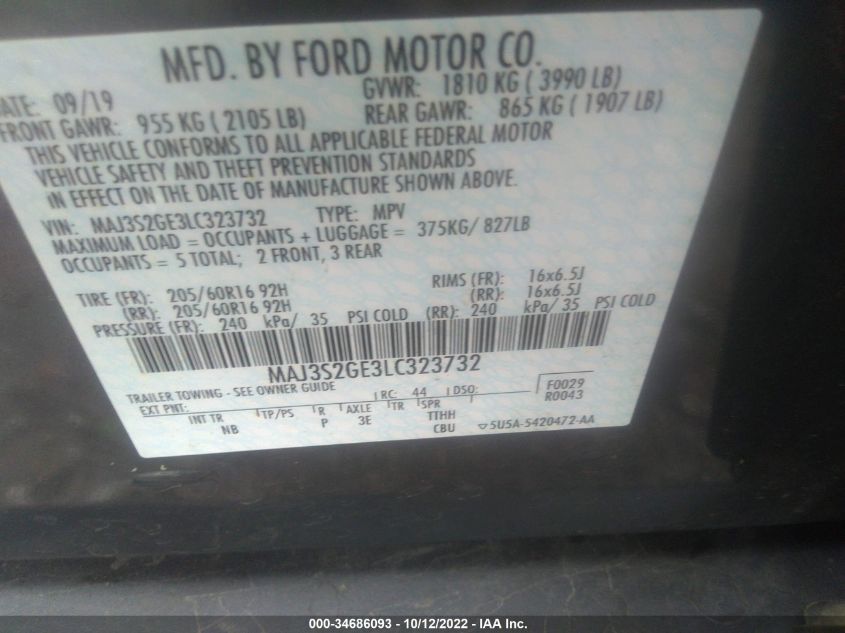 MFD. BY FORD MOTOR CO.
ATE: 09/19 GVWR: 1810 KG ( 3990 LB)
FRONT GAWR: 955 KG ( 2105 LB) REAR GAWR: 865 KG ( 1907 LB)
THIS VEHICLE CONFORMS TO ALL APPLICABLE FEDERAL MOTOR
VEHICLE SAFETY AND THEFT PREVENTION STANDARDS
IN EFFECT ON THE DATE OF MANUFACTURE SHOWN ABOVE.
VIN: MAJ3S2GE3LC323732 TYPE: MPV
MAXIMUM LOAD = OCCUPANTS + LUGGAGE = 375KG/ 827LB
OCCUPANTS = 5 TOTAL; 2 FRONT, 3 REAR
TIRE (FR): 205/60R16 92H RIMS (FR): 16x6.5J
(RR): 205/60R16 92H (RR): 16x6.5J
PRESSURE (FR): 240 kPa/ 35 PSI COLD (RR): 240 kPa/ 35 PSI COLD
MAJ3S2GE3LC323732
TRAILER TOWING - SEE OWNER GUIDE
EXT PNT: RC: 44 DSO: F0029
R0043
INT TR TP/PS R AXLE TR SPR
NB P 3E TTHH
CBU ▽5U5A-5420472-AA
000-34686093 - 10/12/2022 - IAA Inc.